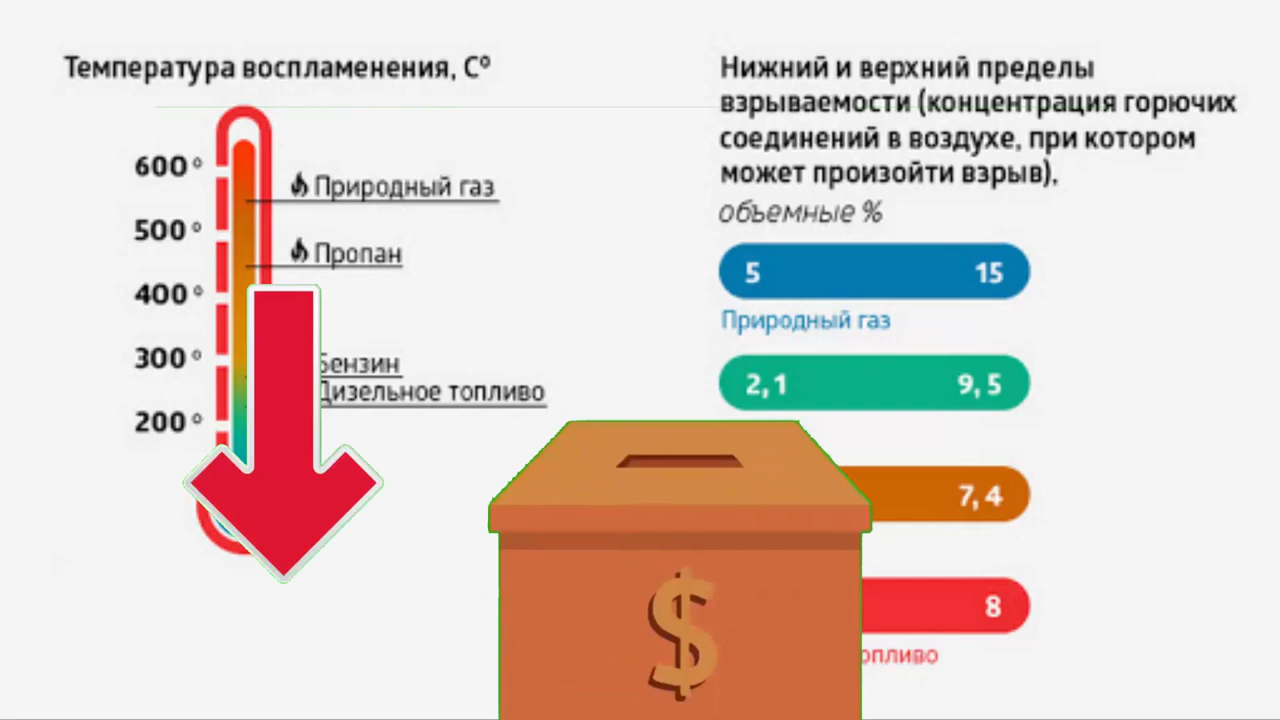 Температура воспламенения, Сº
600°
Природный газ
500°
Пропан
400°
300°
Бензин
Дизельное топливо
200°
Нижний и верхний пределы
взрываемости (концентрация горючих
соединений в воздухе, при котором
может произойти взрыв),
объемные %
5 15
Природный газ
2,1 9,5
7,4
8
$